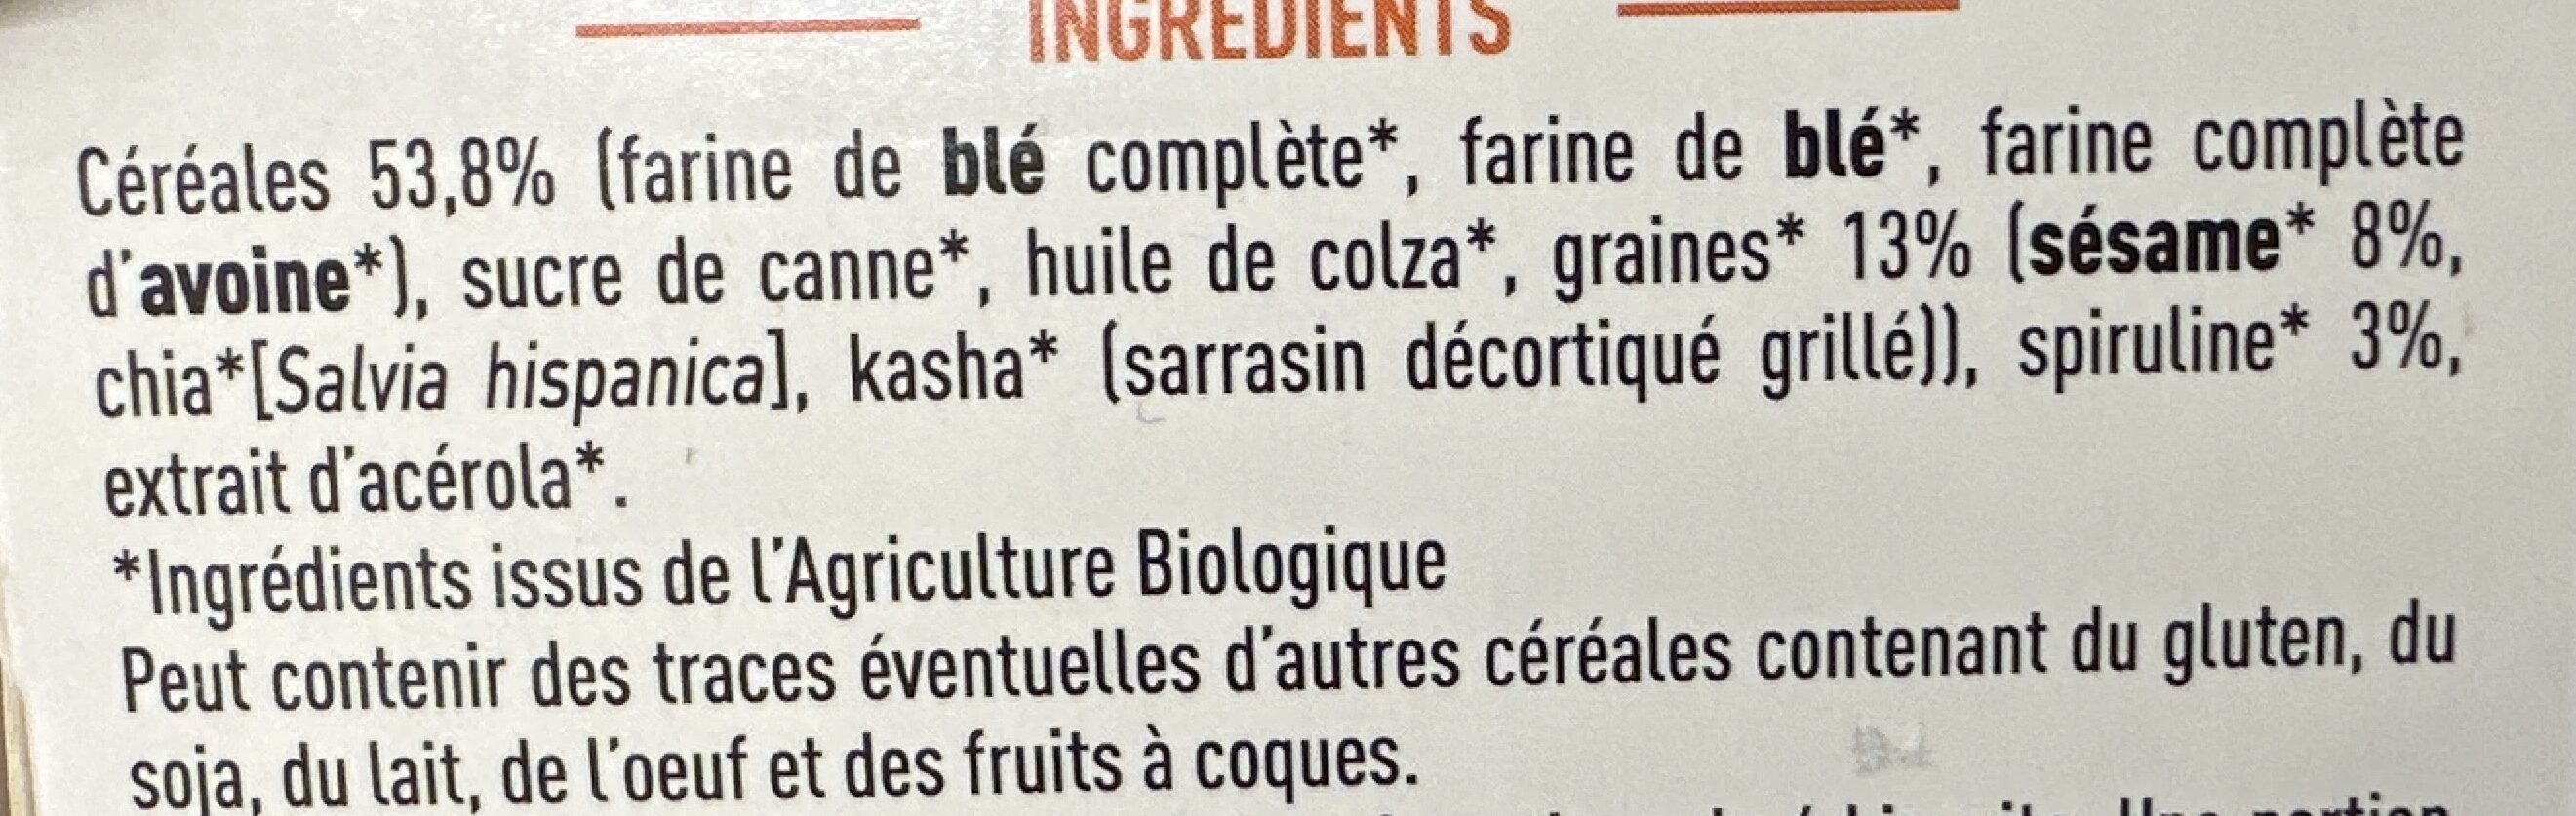 INGRÉDIENTS
Céréales 53,8% (farine de blé complète*, farine de blé*, farine complète
d'avoine*), sucre de canne*, huile de colza*, graines* 13% (sésame* 8%,
chia*[Salvia hispanica], kasha* (sarrasin décortiqué grillé)), spiruline* 3%,
extrait d'acérola*.
*Ingrédients issus de l'Agriculture Biologique
Peut contenir des traces éventuelles d'autres céréales contenant du gluten, du
soja, du lait, de l'oeuf et des fruits à coques.
Une portion